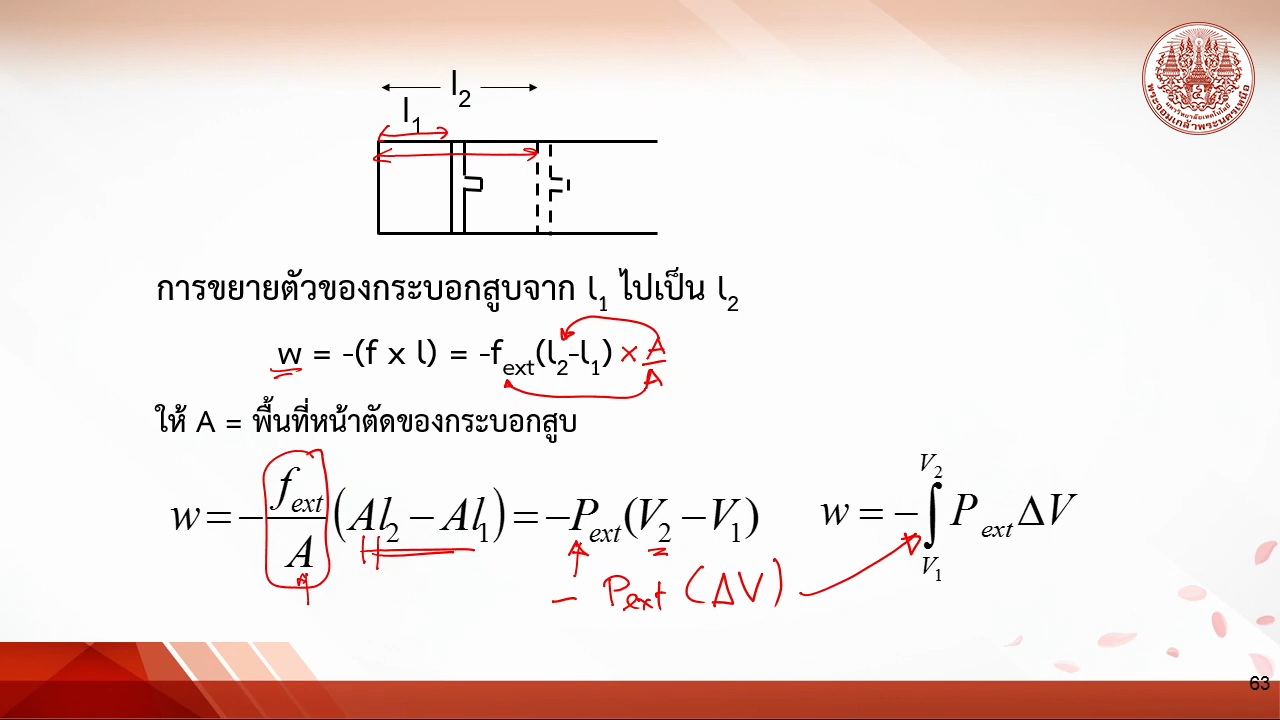 l2
l1
การขยายตัวของกระบอกสูบจาก l1 ไปเป็น l2
w = -(f x l) = -fext(l2-l1) × A/A
ให้ A = พื้นที่หน้าตัดของกระบอกสูบ
w = - fext/A (Al2 - Al1) = -Pext(V2 - V1)
w = - ∫V1V2 Pext ΔV
- Pext (ΔV)
63